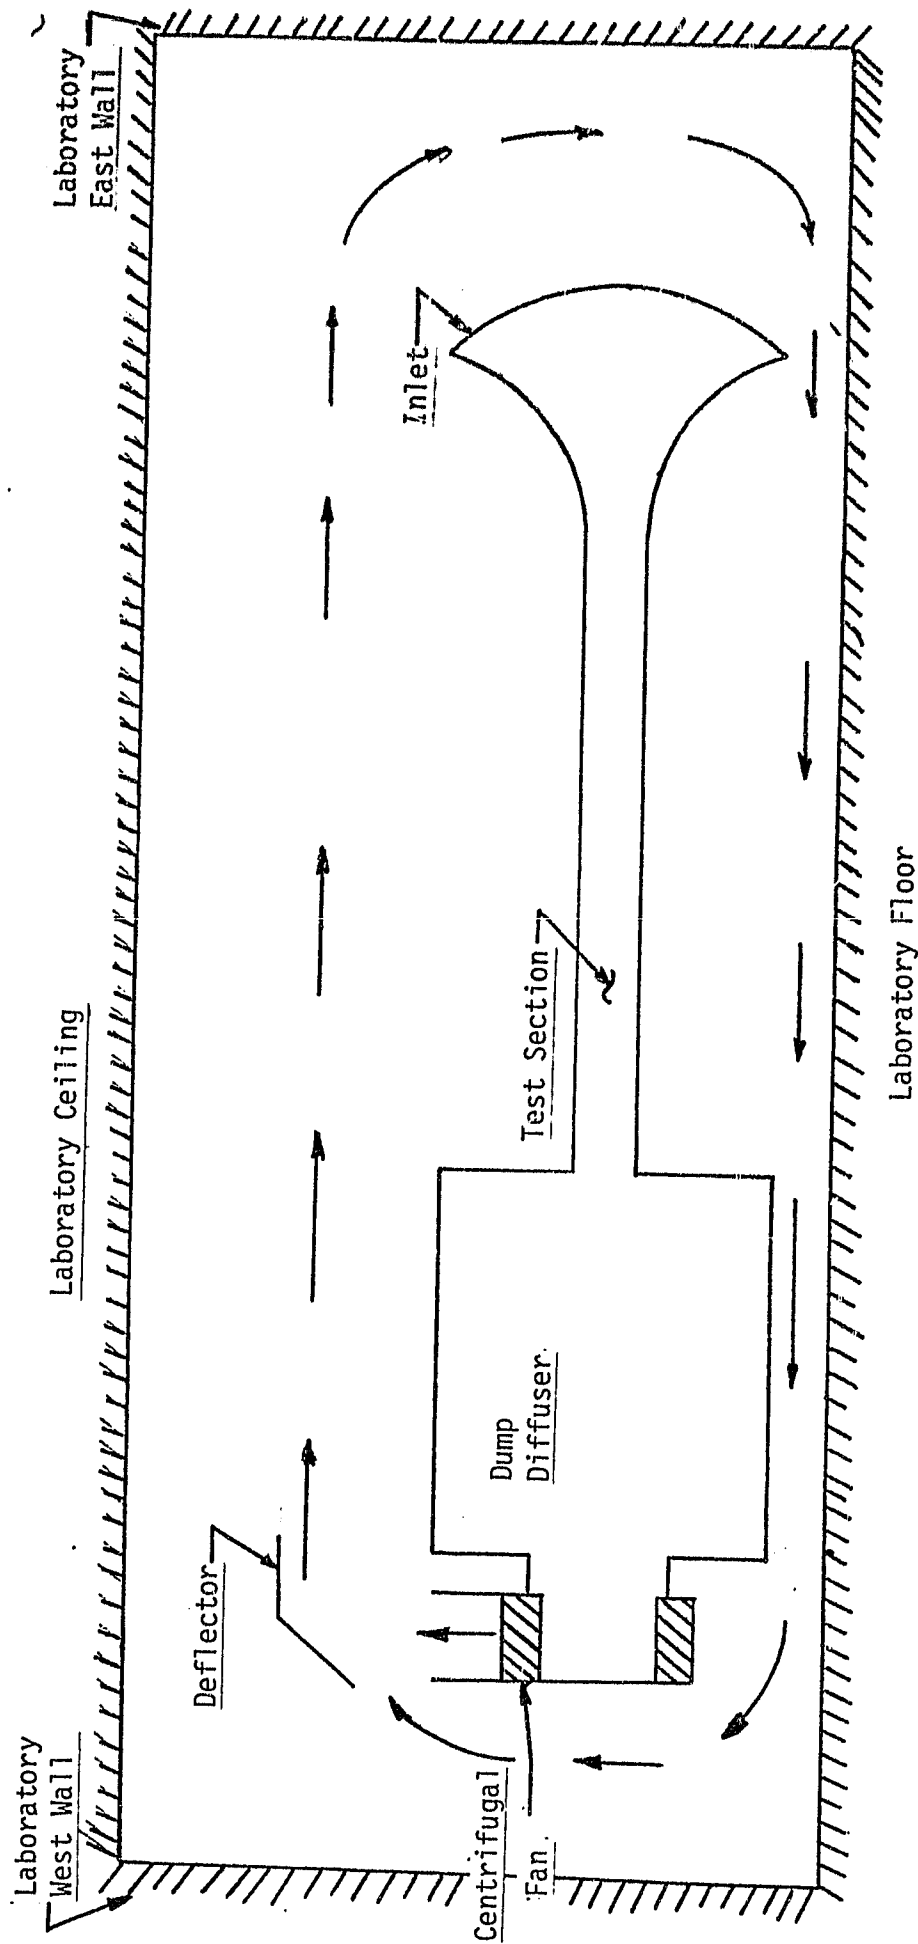 Laboratory
West Wall
Laboratory Ceiling
Laboratory
East Wall
Deflector
Inlet
Centrifugal
Fan
Dump
Diffuser
Test Section
Laboratory Floor